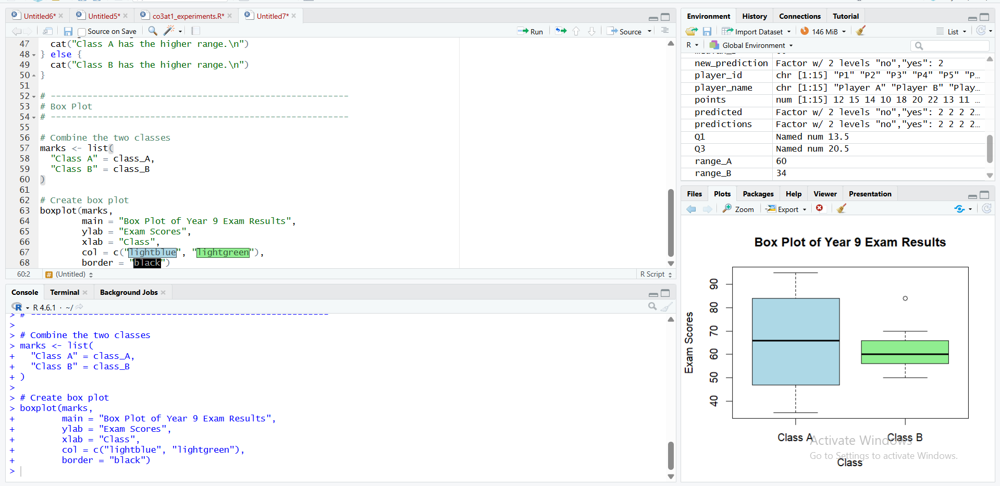 Untitled6* Untitled5* co3at1_experiments.R* Untitled7*
Source on Save Run Source
47 cat("Class A has the higher range.\n")
48 } else {
49 cat("Class B has the higher range.\n")
50 }
51
52 # ---------------------------------------------------------
53 # Box Plot
54 # ---------------------------------------------------------
55
56 # Combine the two classes
57 marks <- list(
58 "Class A" = class_A,
59 "Class B" = class_B
60 )
61
62 # Create box plot
63 boxplot(marks,
64 main = "Box Plot of Year 9 Exam Results",
65 ylab = "Exam Scores",
66 xlab = "Class",
67 col = c("lightblue", "lightgreen"),
68 border = "black")
60:2 # (Untitled) R Script
Console Terminal Background Jobs
R R 4.6.1 · ~/
> # ---------------------------------------------------------
>
> # Combine the two classes
> marks <- list(
+ "Class A" = class_A,
+ "Class B" = class_B
+ )
>
> # Create box plot
> boxplot(marks,
+ main = "Box Plot of Year 9 Exam Results",
+ ylab = "Exam Scores",
+ xlab = "Class",
+ col = c("lightblue", "lightgreen"),
+ border = "black")
>
Environment History Connections Tutorial
Import Dataset 146 MiB List
R Global Environment
new_prediction Factor w/ 2 levels "no","yes": 2
player_id chr [1:15] "P1" "P2" "P3" "P4" "P5" "P…
player_name chr [1:15] "Player A" "Player B" "Play…
points num [1:15] 12 15 14 10 18 20 22 13 11 …
predicted Factor w/ 2 levels "no","yes": 2 2 2 2…
predictions Factor w/ 2 levels "no","yes": 2 2 2 2…
Q1 Named num 13.5
Q3 Named num 20.5
range_A 60
range_B 34
Files Plots Packages Help Viewer Presentation
Zoom Export
Box Plot of Year 9 Exam Results
Exam Scores
90
80
70
60
50
40
Class A Class B
Class
Activate Windows
Go to Settings to activate Windows.